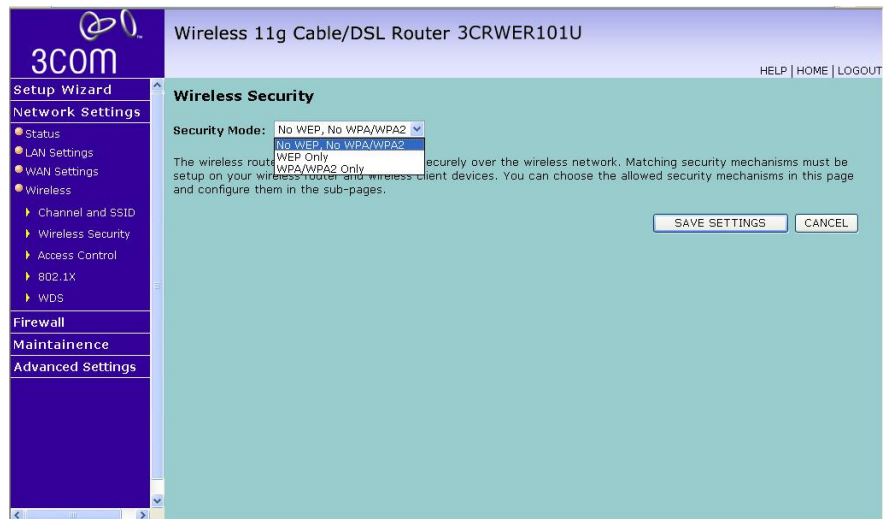 3COM
Wireless 11g Cable/DSL Router 3CRWER101U
HELP | HOME | LOGOUT
Setup Wizard
Network Settings
Status
LAN Settings
WAN Settings
Wireless
Channel and SSID
Wireless Security
Access Control
802.1X
WDS
Firewall
Maintainence
Advanced Settings
Wireless Security
Security Mode: No WEP, No WPA/WPA2
No WEP, No WPA/WPA2
WEP Only
WPA/WPA2 Only
The wireless ecurely over the wireless network. Matching security mechanisms must be
setup on your wireless router and wireless client devices. You can choose the allowed security mechanisms in this page
and configure them in the sub-pages.
SAVE SETTINGS
CANCEL